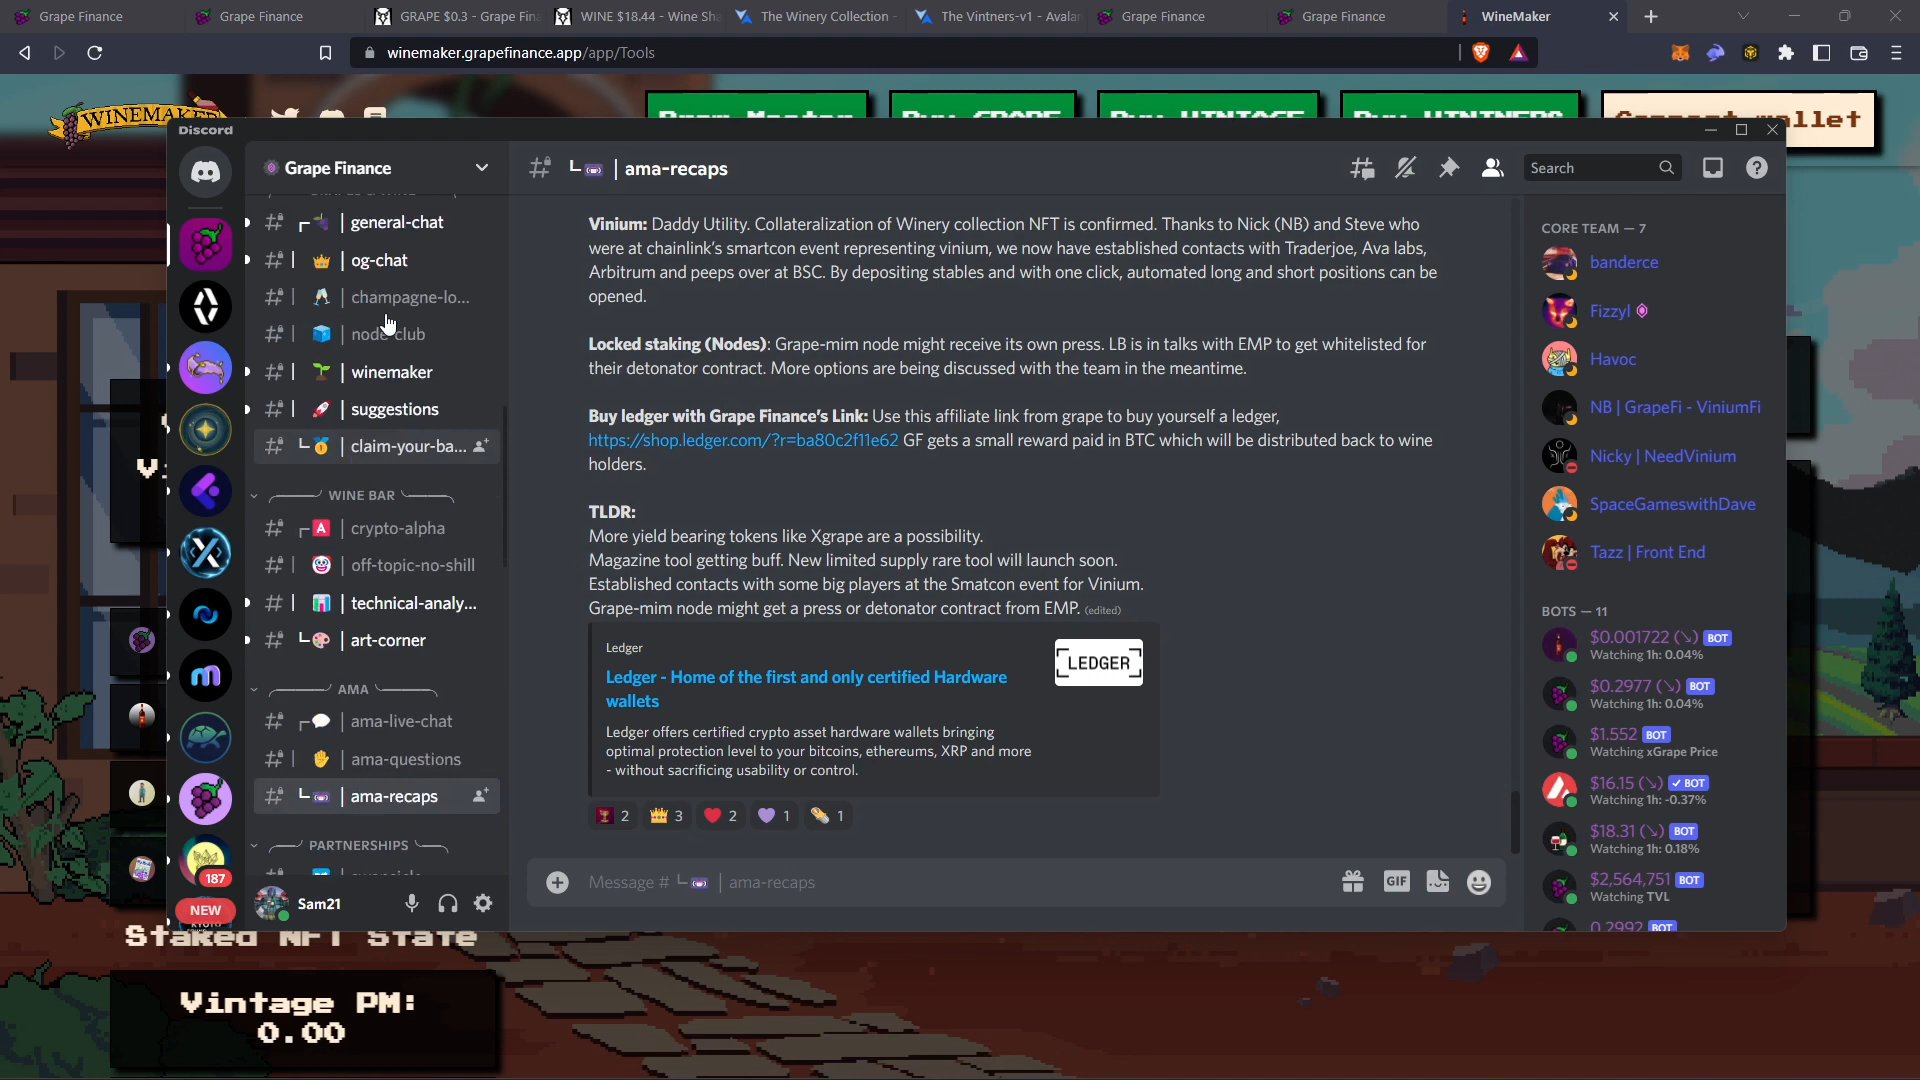 Grape Finance
Grape Finance
GRAPE $0.3 - Grape Fin
WINE $18.44 - Wine Sh
The Winery Collection -
The Vintners-v1 - Avalan
Grape Finance
Grape Finance
WineMaker
winemaker.grapefinance.app/app/Tools
WINEMAKER
Discord
Grape Finance
ama-recaps
Search
general-chat
og-chat
champagne-lo...
node-club
winemaker
suggestions
claim-your-ba...
WINE BAR
crypto-alpha
off-topic-no-shill
technical-analy...
art-corner
AMA
ama-live-chat
ama-questions
ama-recaps
PARTNERSHIPS
187
NEW
Sam21
Vinium: Daddy Utility. Collateralization of Winery collection NFT is confirmed. Thanks to Nick (NB) and Steve who
were at chainlink's smartcon event representing vinium, we now have established contacts with Traderjoe, Ava labs,
Arbitrum and peeps over at BSC. By depositing stables and with one click, automated long and short positions can be
opened.
Locked staking (Nodes): Grape-mim node might receive its own press. LB is in talks with EMP to get whitelisted for
their detonator contract. More options are being discussed with the team in the meantime.
Buy ledger with Grape Finance's Link: Use this affiliate link from grape to buy yourself a ledger,
https://shop.ledger.com/?r=ba80c2f11e62 GF gets a small reward paid in BTC which will be distributed back to wine
holders.
TLDR:
More yield bearing tokens like Xgrape are a possibility.
Magazine tool getting buff. New limited supply rare tool will launch soon.
Established contacts with some big players at the Smatcon event for Vinium.
Grape-mim node might get a press or detonator contract from EMP. (edited)
Ledger
Ledger - Home of the first and only certified Hardware
wallets
LEDGER
Ledger offers certified crypto asset hardware wallets bringing
optimal protection level to your bitcoins, ethereums, XRP and more
- without sacrificing usability or control.
2 3 2 1 1
Message # ama-recaps
GIF
CORE TEAM — 7
banderce
Fizzyl
Havoc
NB | GrapeFi - ViniumFi
Nicky | NeedVinium
SpaceGameswithDave
Tazz | Front End
BOTS — 11
$0.001722 (↘) BOT
Watching 1h: 0.04%
$0.2977 (↘) BOT
Watching 1h: 0.04%
$1.552 BOT
Watching xGrape Price
$16.15 (↘) ✓ BOT
Watching 1h: -0.37%
$18.31 (↘) BOT
Watching 1h: 0.18%
$2,564,751 BOT
Watching TVL
0.2992 BOT
Staked NFT State
Vintage PM:
0.00